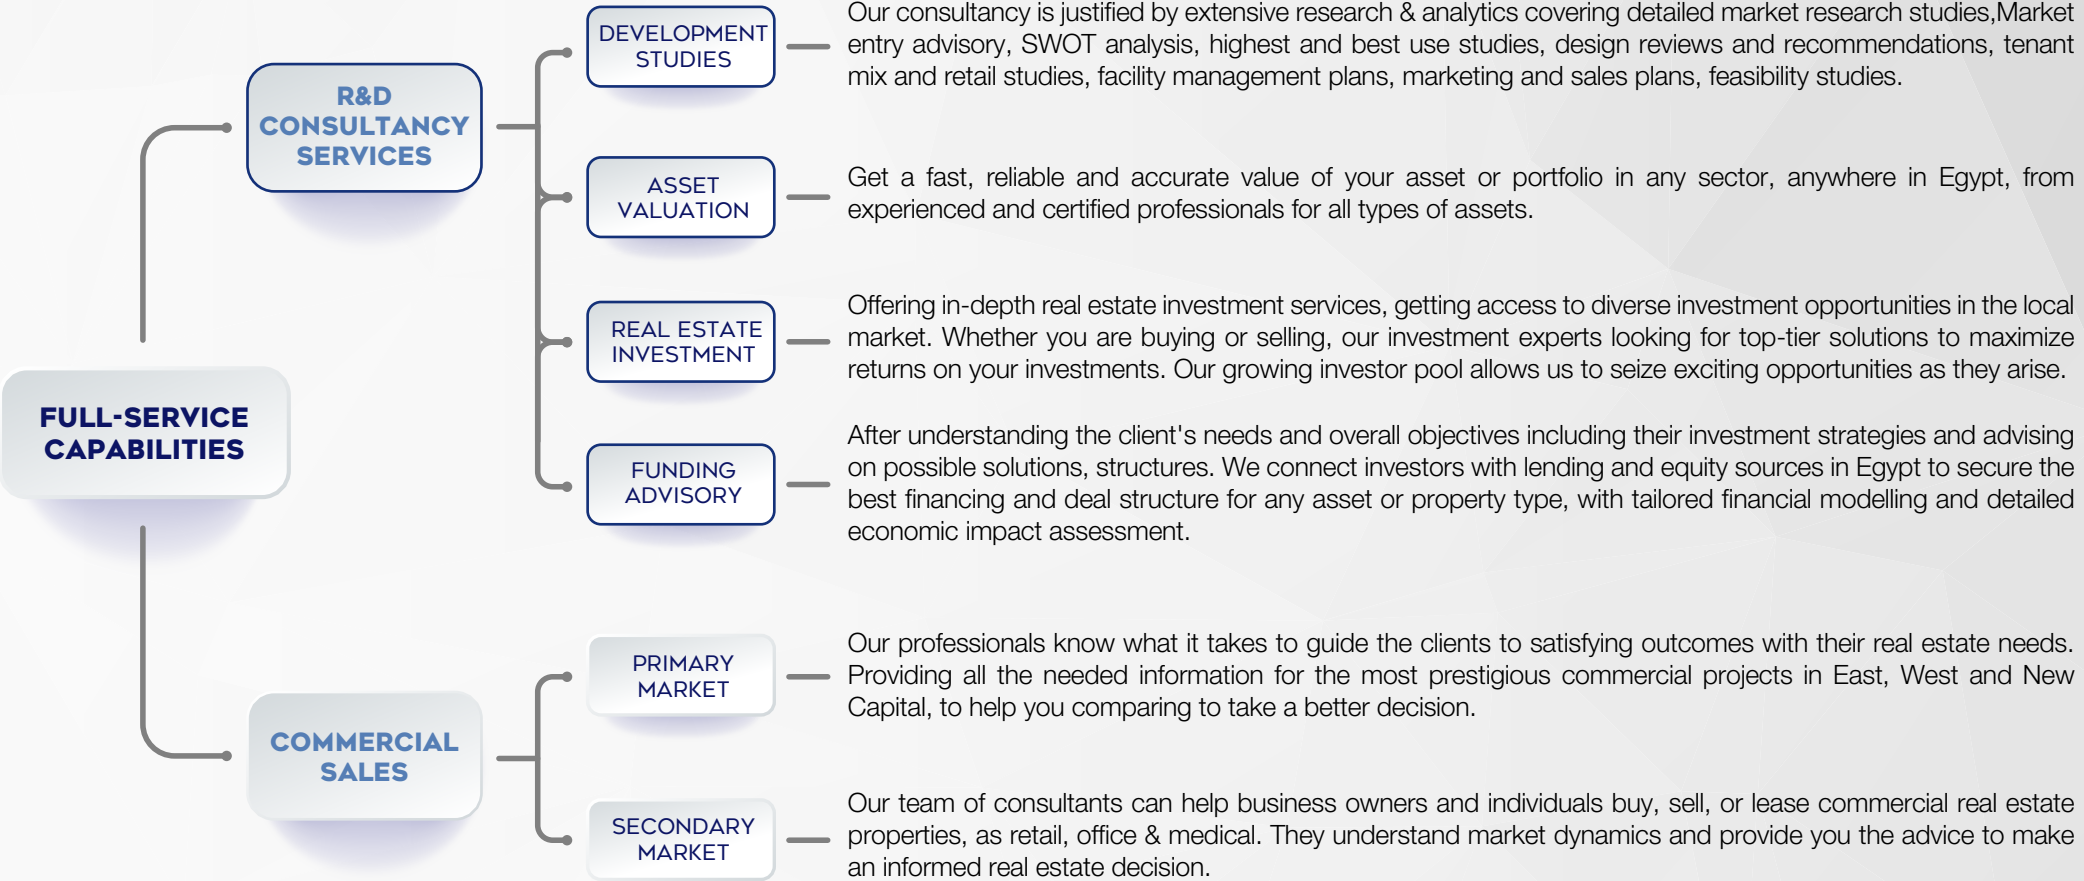 FULL-SERVICE
CAPABILITIES
R&D
CONSULTANCY
SERVICES
DEVELOPMENT
STUDIES
Our consultancy is justified by extensive research & analytics covering detailed market research studies,Market
entry advisory, SWOT analysis, highest and best use studies, design reviews and recommendations, tenant
mix and retail studies, facility management plans, marketing and sales plans, feasibility studies.
ASSET
VALUATION
Get a fast, reliable and accurate value of your asset or portfolio in any sector, anywhere in Egypt, from
experienced and certified professionals for all types of assets.
REAL ESTATE
INVESTMENT
Offering in-depth real estate investment services, getting access to diverse investment opportunities in the local
market. Whether you are buying or selling, our investment experts looking for top-tier solutions to maximize
returns on your investments. Our growing investor pool allows us to seize exciting opportunities as they arise.
FUNDING
ADVISORY
After understanding the client's needs and overall objectives including their investment strategies and advising
on possible solutions, structures. We connect investors with lending and equity sources in Egypt to secure the
best financing and deal structure for any asset or property type, with tailored financial modelling and detailed
economic impact assessment.
COMMERCIAL
SALES
PRIMARY
MARKET
Our professionals know what it takes to guide the clients to satisfying outcomes with their real estate needs.
Providing all the needed information for the most prestigious commercial projects in East, West and New
Capital, to help you comparing to take a better decision.
SECONDARY
MARKET
Our team of consultants can help business owners and individuals buy, sell, or lease commercial real estate
properties, as retail, office & medical. They understand market dynamics and provide you the advice to make
an informed real estate decision.